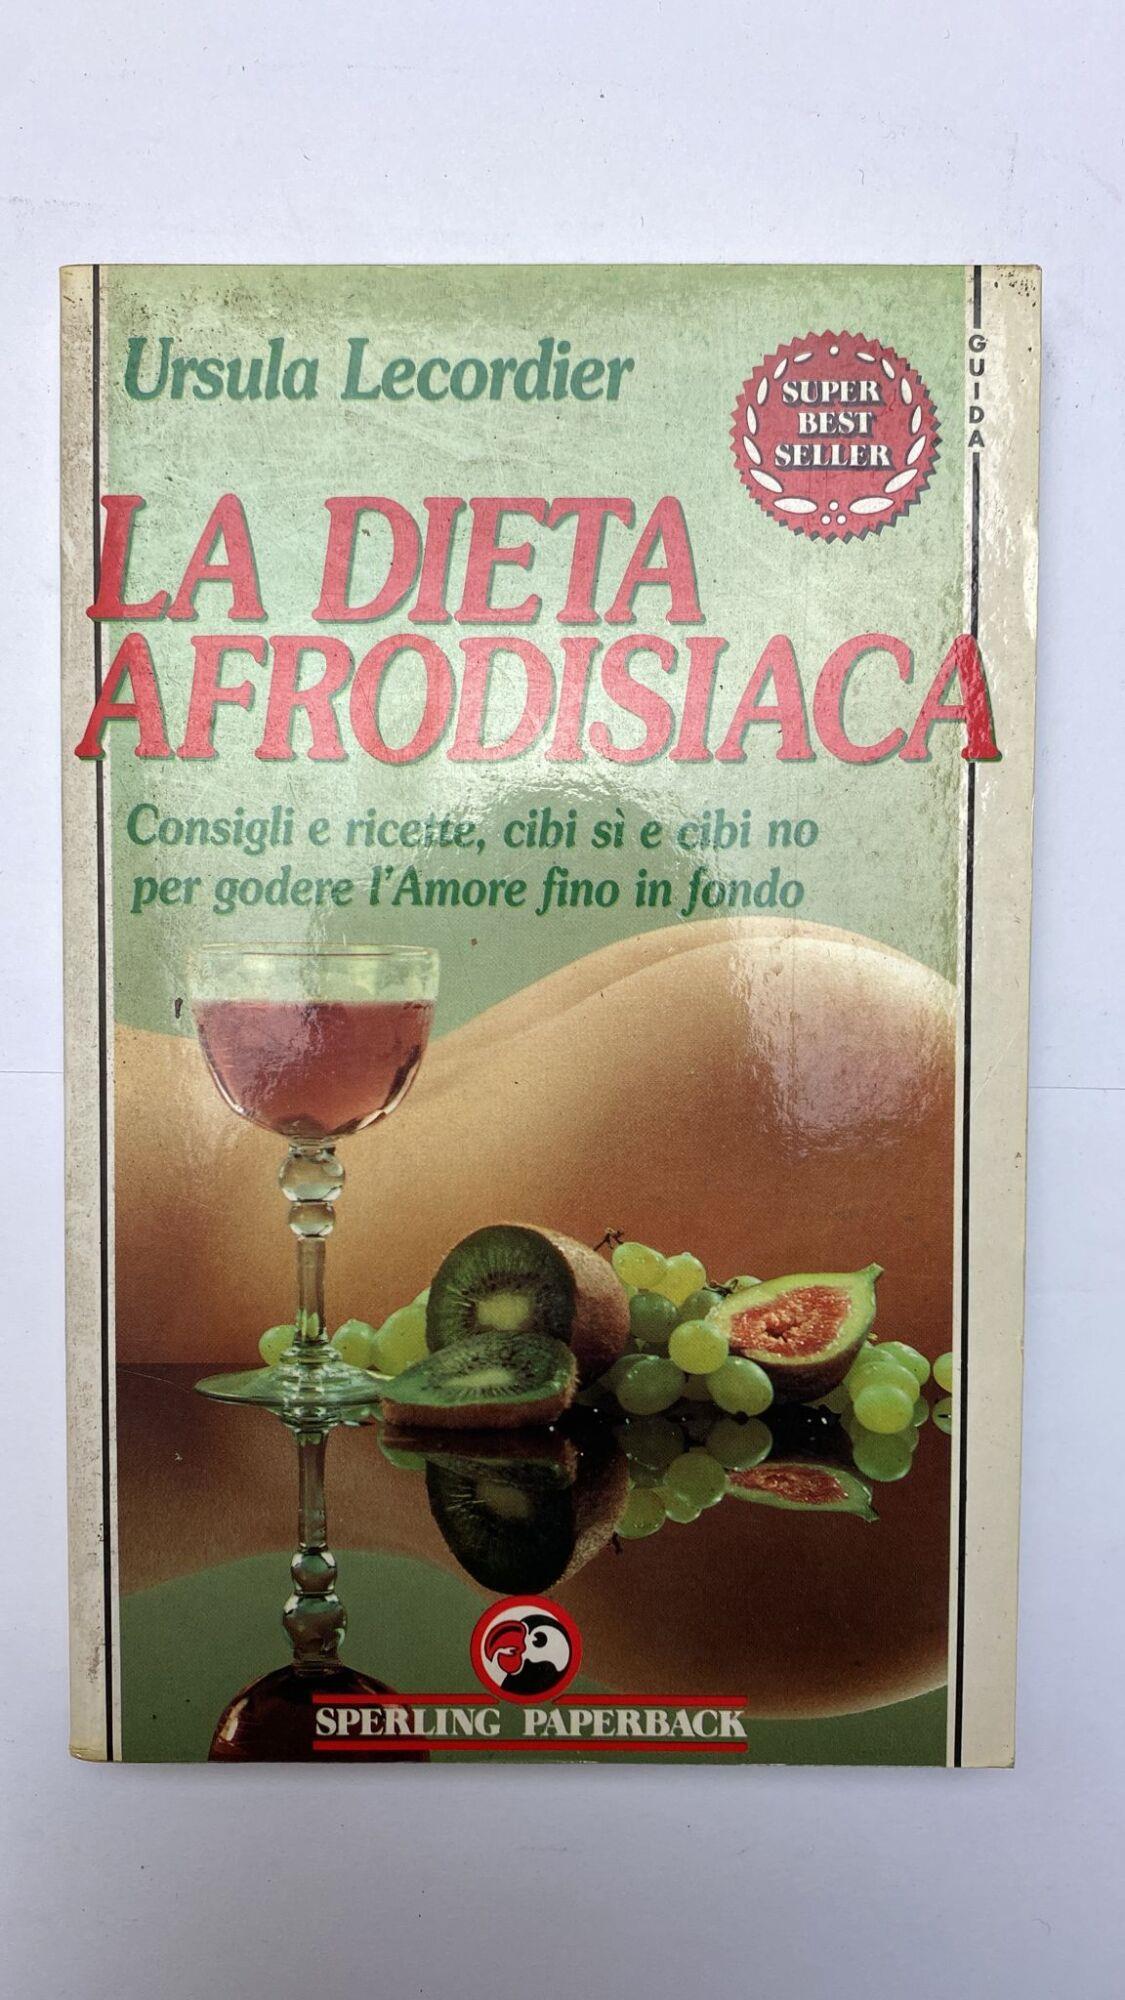 Ursula Lecordier
SUPER
BEST
SELLER
GUIDA
LA DIETA
AFRODISIACA
Consigli e ricette, cibi sì e cibi no
per godere l'Amore fino in fondo
SPERLING PAPERBACK